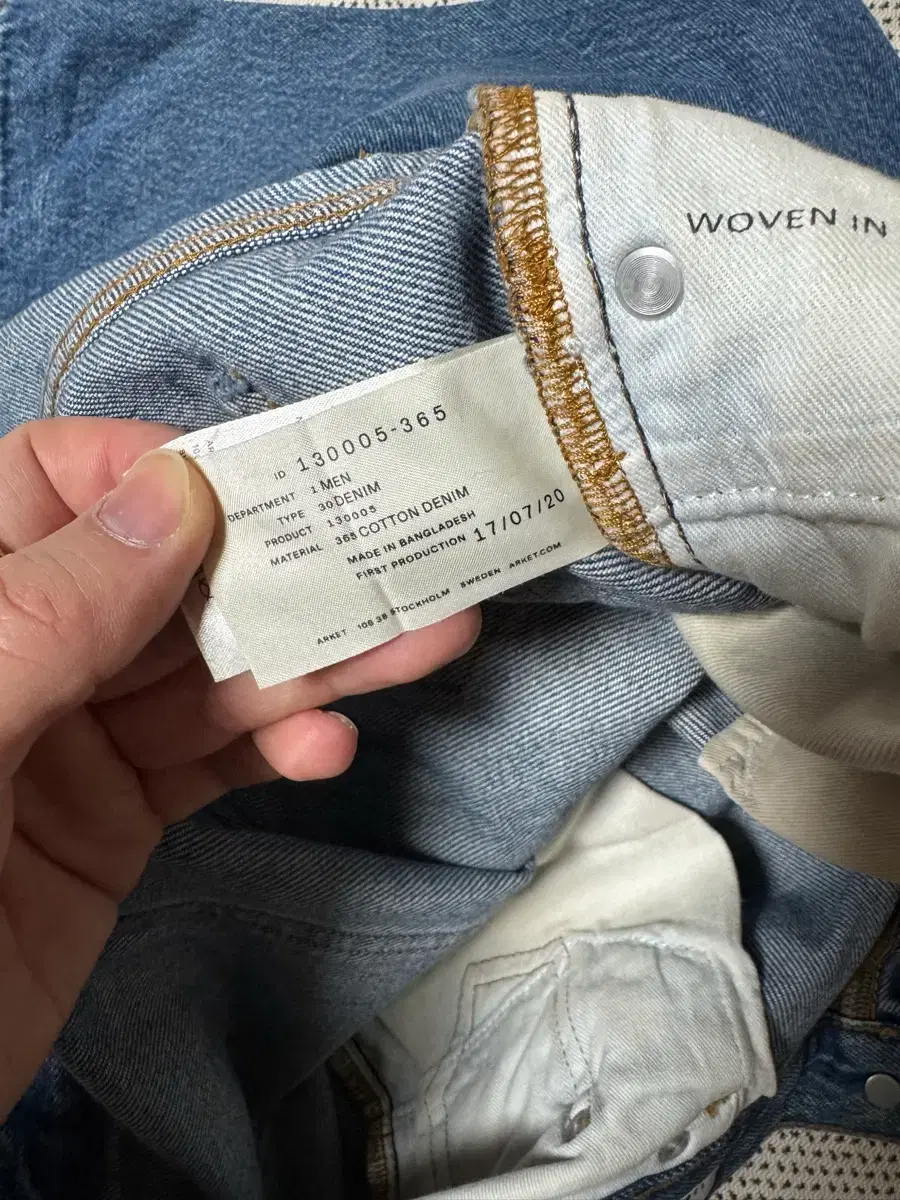 WOVEN IN
ID 130005-365
DEPARTMENT 1 MEN
TYPE 30 DENIM
PRODUCT 130005
MATERIAL 365 COTTON DENIM
MADE IN BANGLADESH
FIRST PRODUCTION 17/07/20
ARKET 106 38 STOCKHOLM SWEDEN ARKET.COM